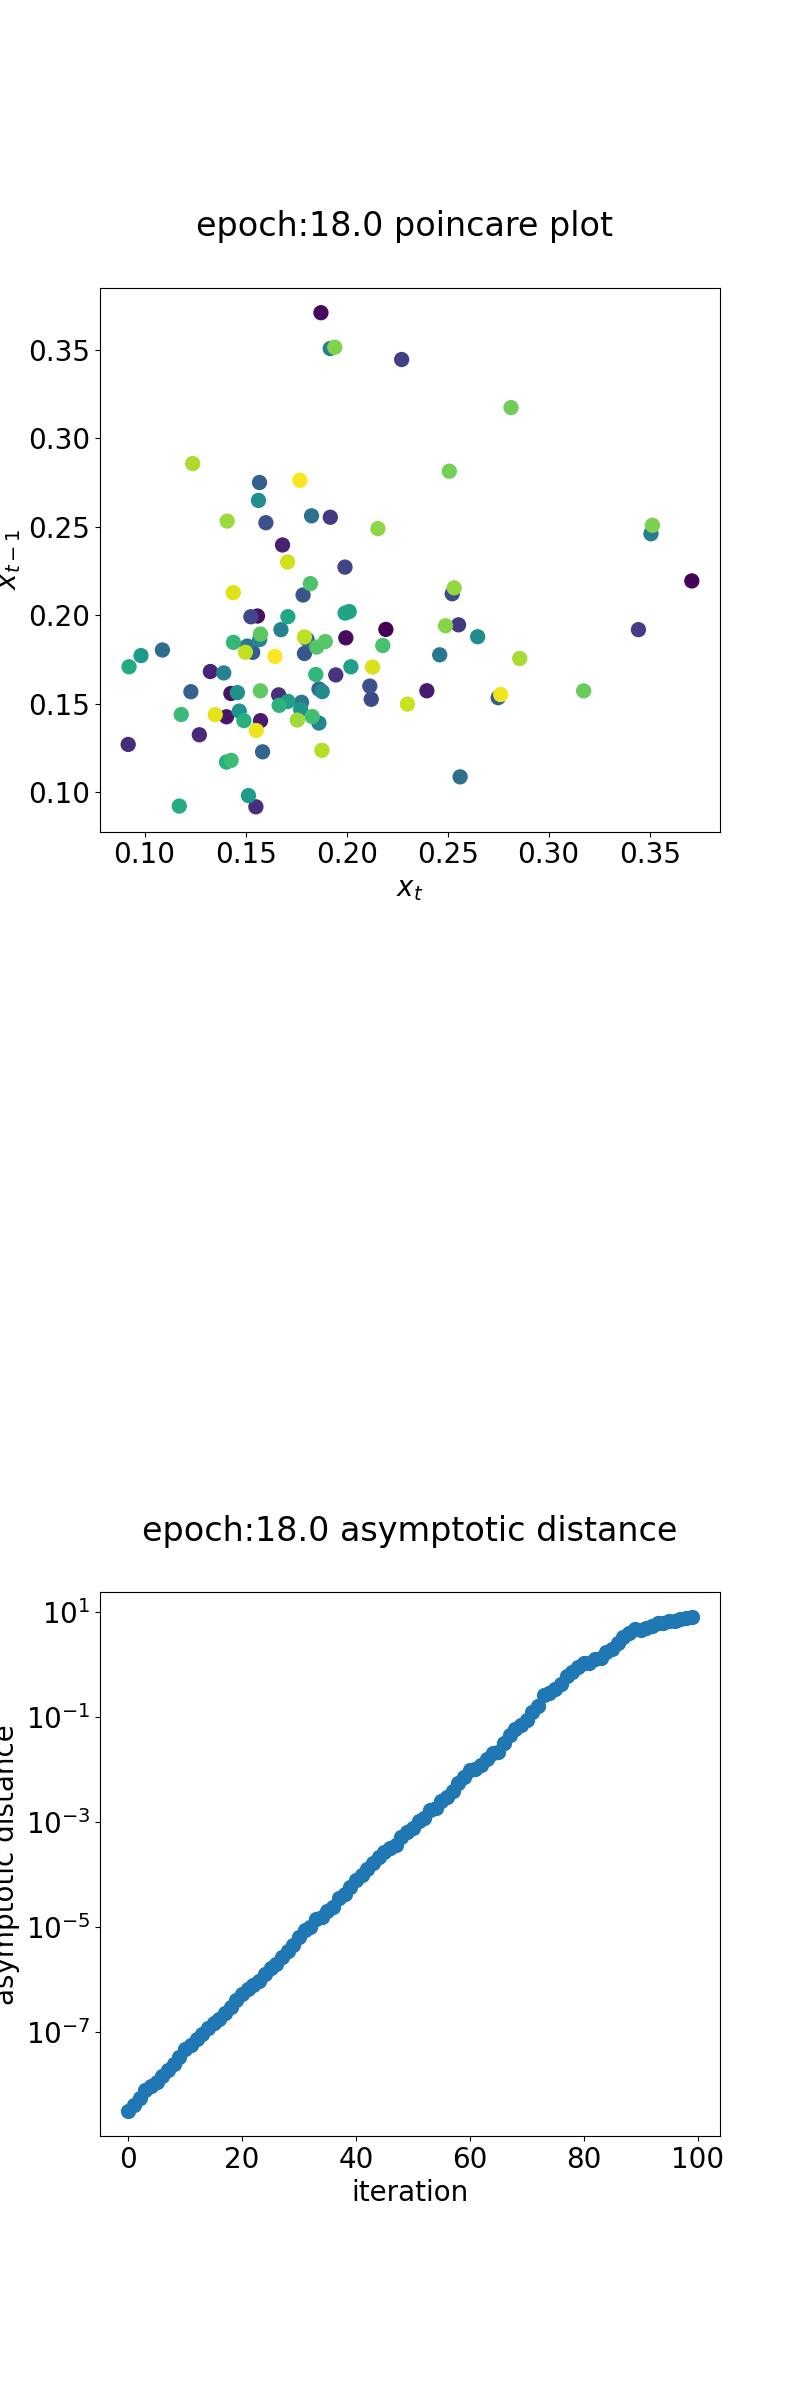 epoch:18.0 poincare plot
0.35
0.30
0.25
0.20
0.15
0.10
x_{t-1}
0.10 0.15 0.20 0.25 0.30 0.35
x_t
epoch:18.0 asymptotic distance
10^1
10^{-1}
10^{-3}
10^{-5}
10^{-7}
asymptotic distance
0 20 40 60 80 100
iteration